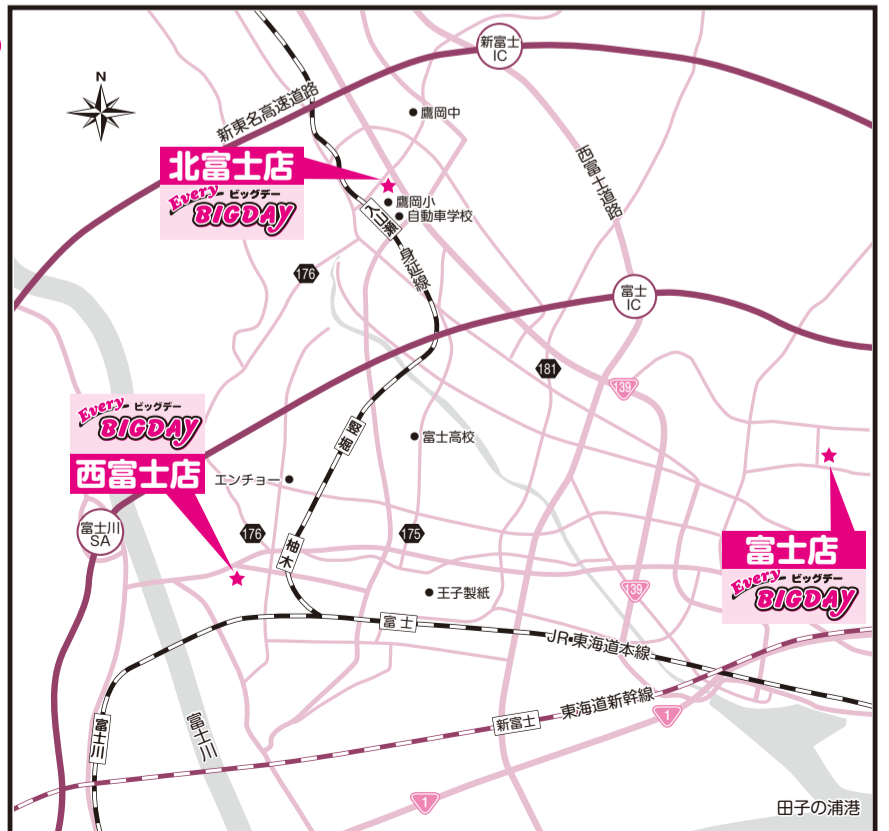 新富士
IC
N
新東名高速道路
鷹岡中
西富士道路
北富士店
Every ビッグデー
BIGDAY
鷹岡小
自動車学校
入山瀬
身延線
176
富士
IC
181
139
Every ビッグデー
BIGDAY
西富士店
竪堀
富士高校
エンチョー
富士川
SA
176
175
柚木
富士店
Every ビッグデー
BIGDAY
王子製紙
139
富士
JR東海道本線
富士川
富士川
新富士
東海道新幹線
1
1
田子の浦港